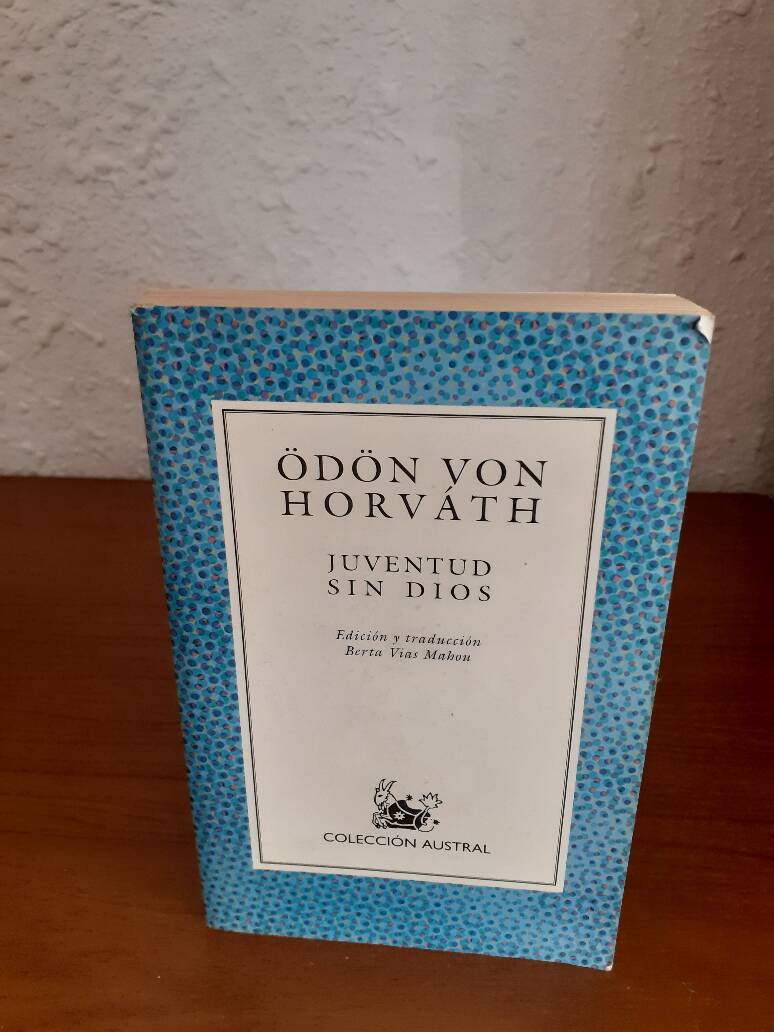 ÖDÖN VON
HORVÁTH
JUVENTUD
SIN DIOS
Edición y traducción
Berta Vias Mahou
COLECCIÓN AUSTRAL